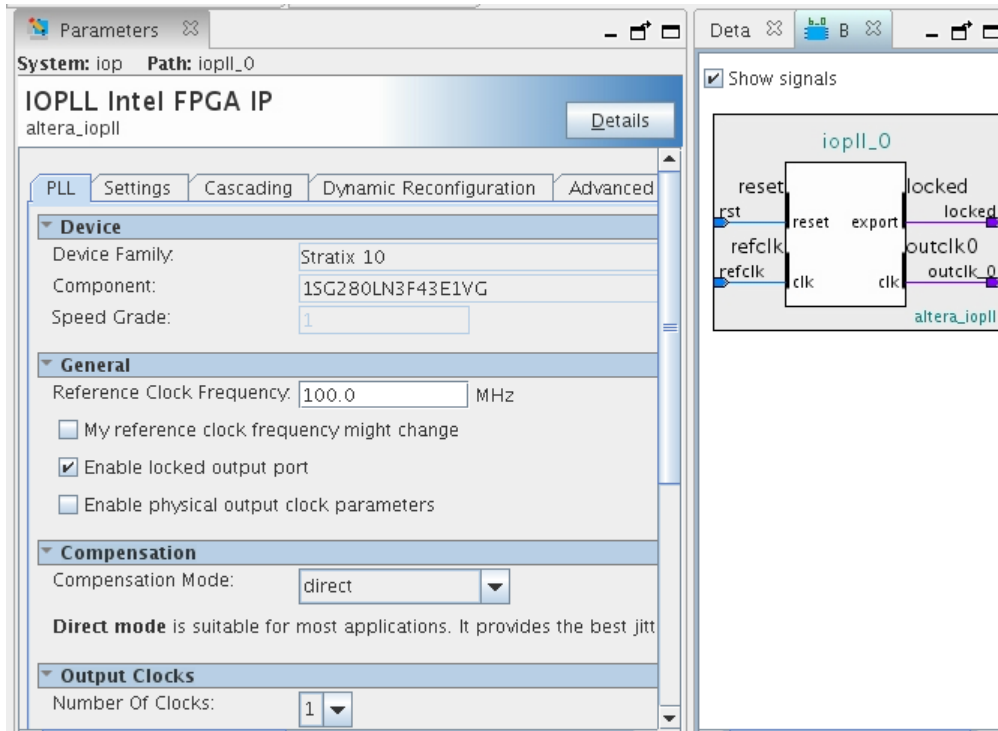 Parameters
System: iop Path: iopll_0
IOPLL Intel FPGA IP
altera_iopll
Details
PLL Settings Cascading Dynamic Reconfiguration Advanced
Device
Device Family: Stratix 10
Component: 1SG280LN3F43E1VG
Speed Grade: 1
General
Reference Clock Frequency: 100.0 MHz
My reference clock frequency might change
Enable locked output port
Enable physical output clock parameters
Compensation
Compensation Mode: direct
Direct mode is suitable for most applications. It provides the best jitt
Output Clocks
Number Of Clocks: 1
Deta B
Show signals
iopll_0
reset locked
rst reset export locked
refclk outclk0
refclk clk clk outclk_0
altera_iopll